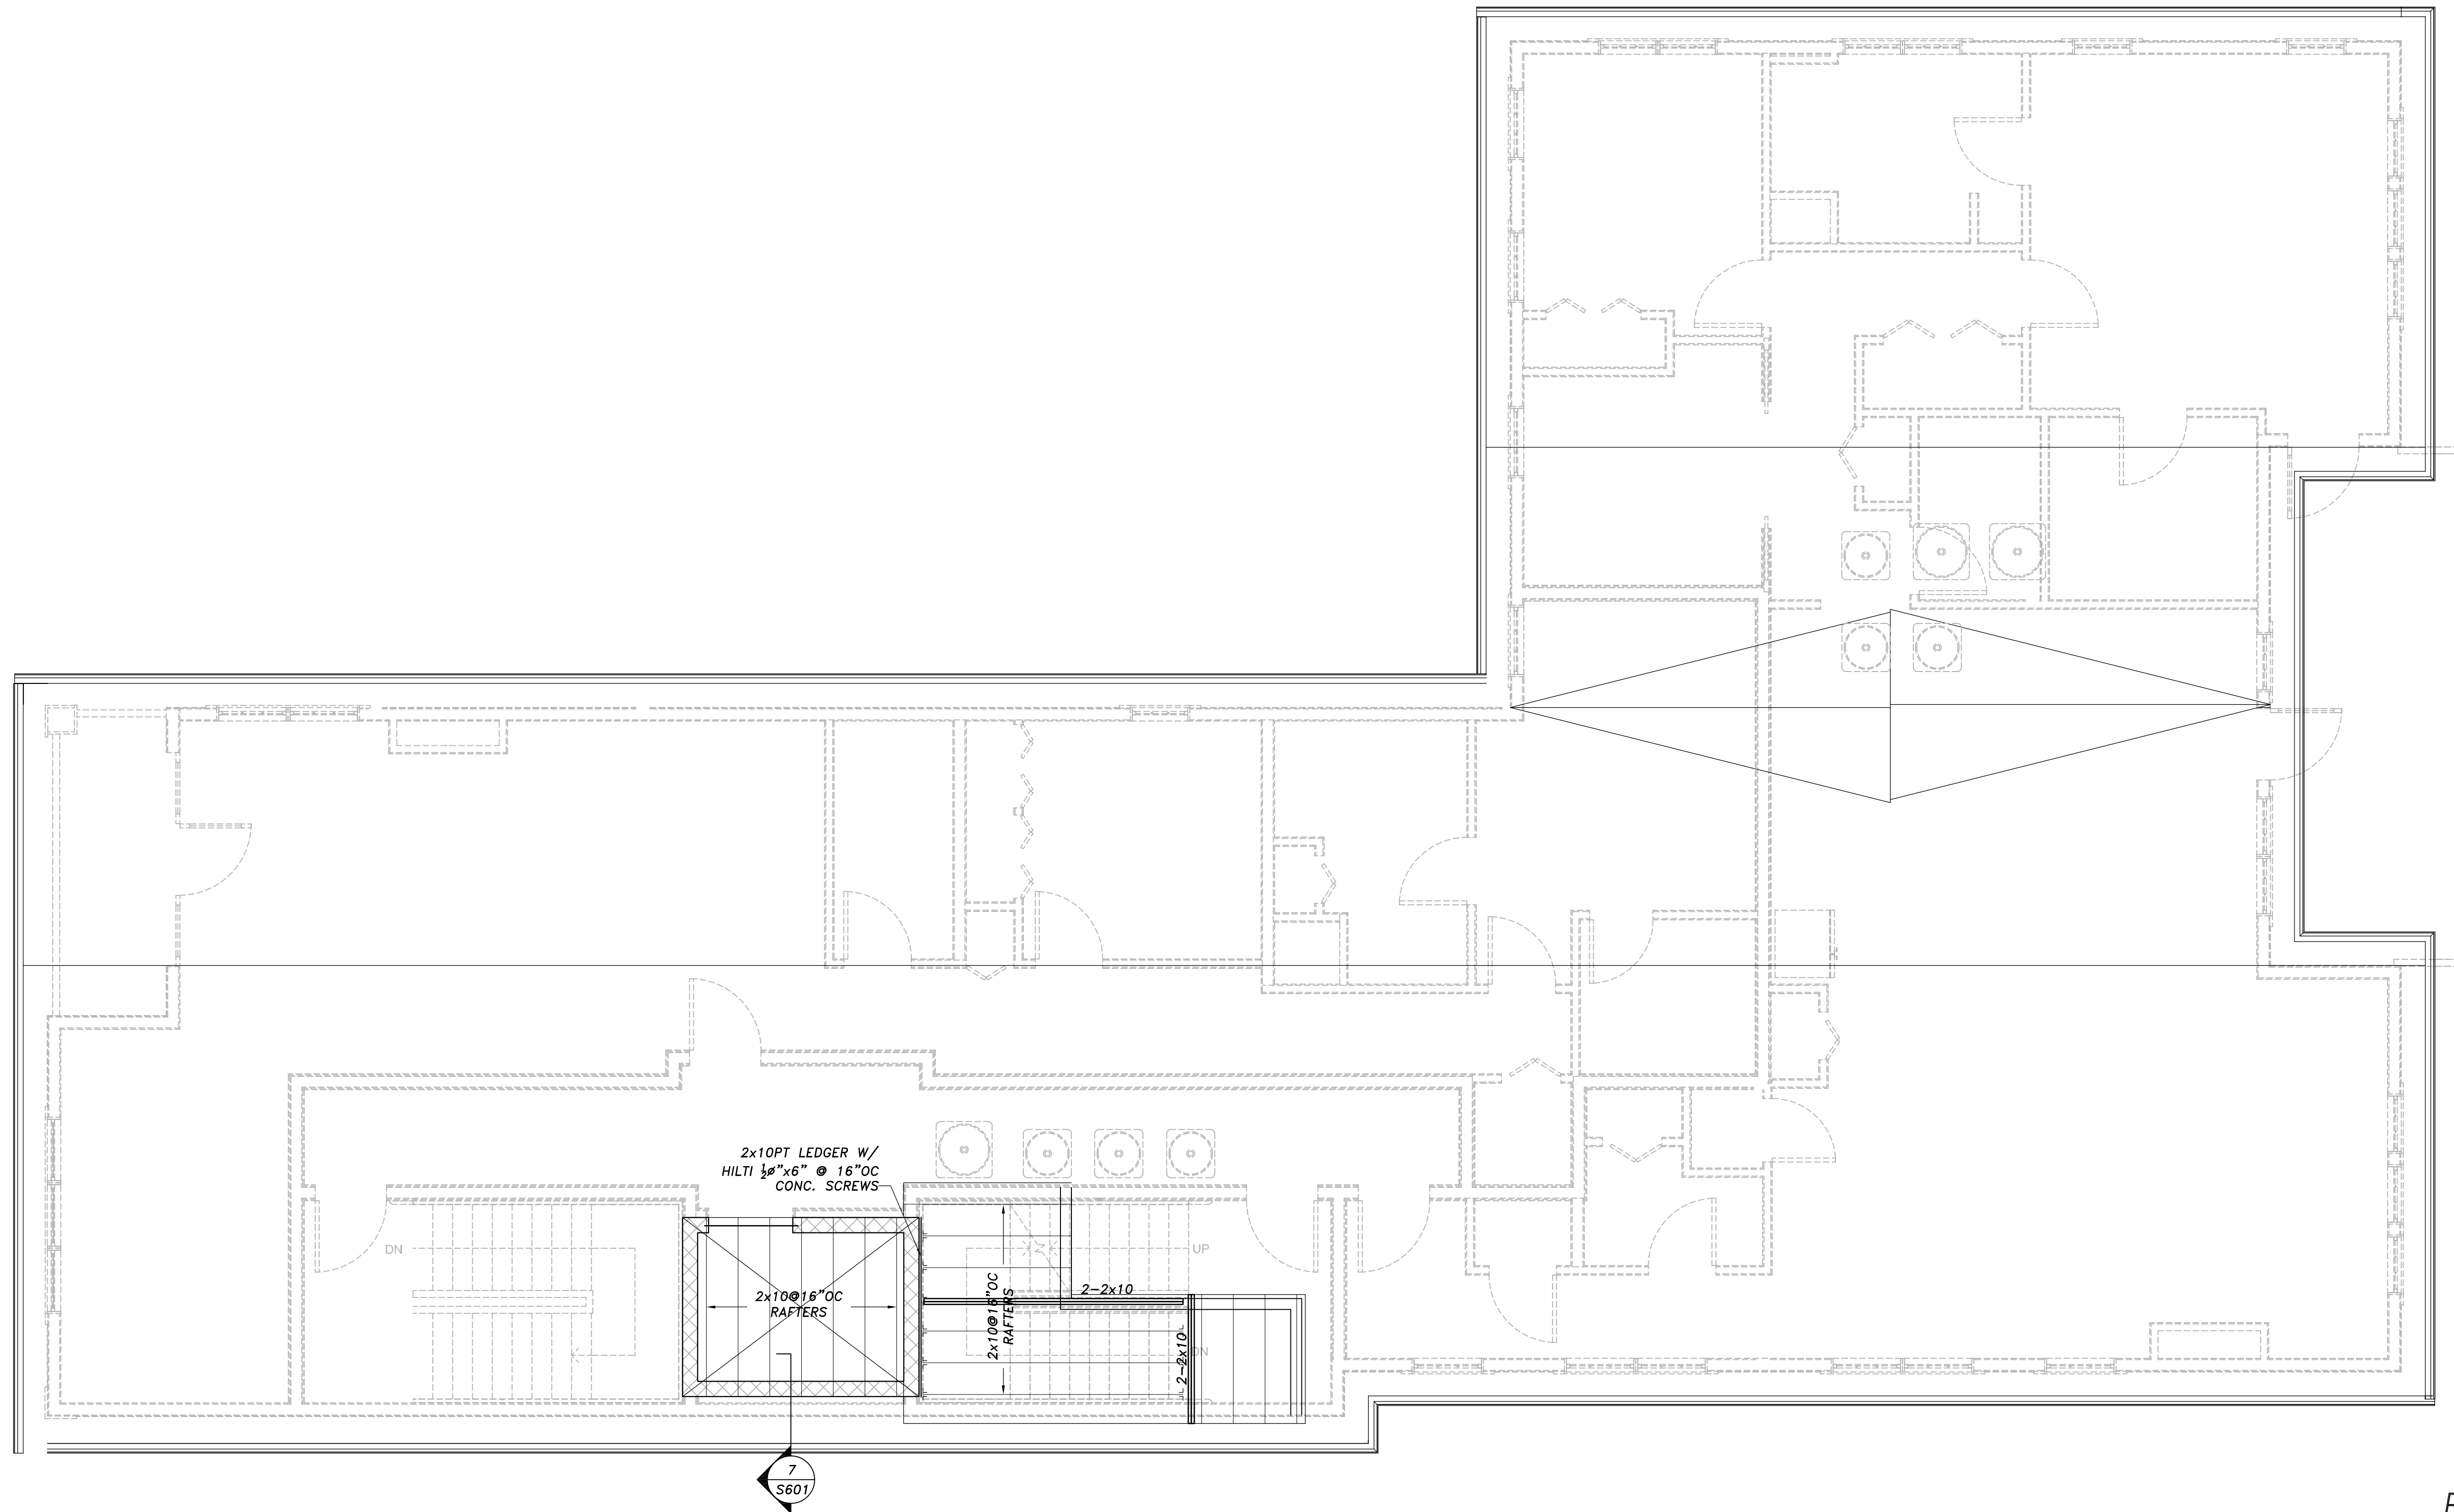 2x10PT LEDGER W/
HILTI ½ø"x6" @ 16"OC
CONC. SCREWS
DN
UP
2x10@16"OC
RAFTERS
2x10@16"OC
RAFTERS
2-2x10
2-2x10
DN
7
S601